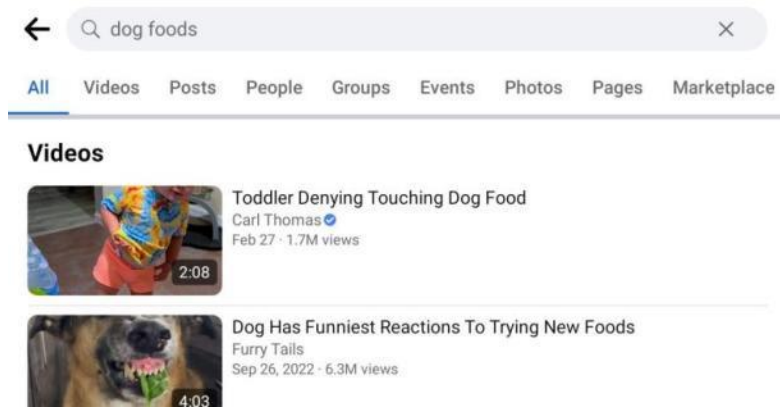 dog foods
All Videos Posts People Groups Events Photos Pages Marketplace
Videos
Toddler Denying Touching Dog Food
Carl Thomas
Feb 27 · 1.7M views
2:08
Dog Has Funniest Reactions To Trying New Foods
Furry Tails
Sep 26, 2022 · 6.3M views
4:03